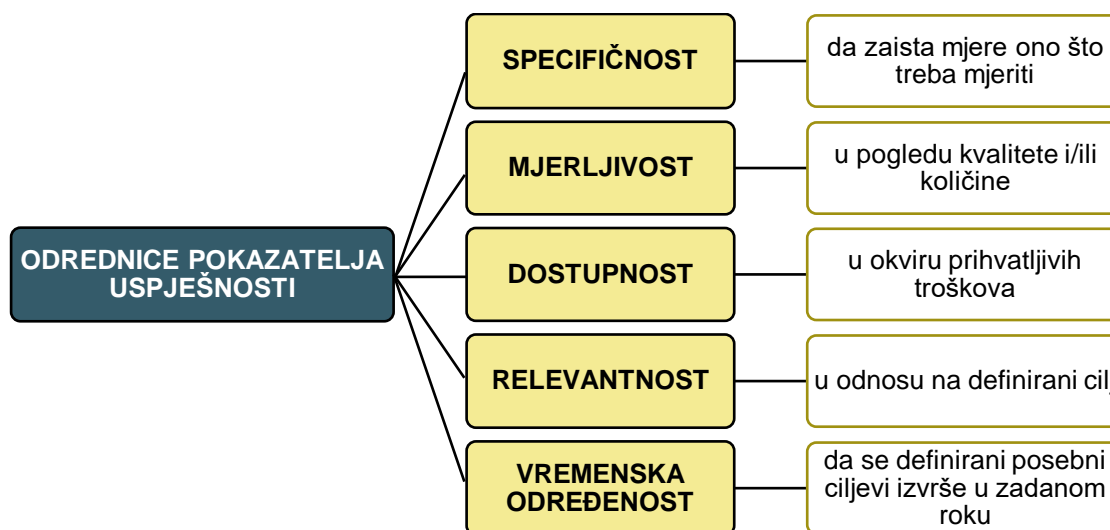 ODREDNICE POKAZATELJA
USPJEŠNOSTI
SPECIFIČNOST
da zaista mjere ono što
treba mjeriti
MJERLJIVOST
u pogledu kvalitete i/ili
količine
DOSTUPNOST
u okviru prihvatljivih
troškova
RELEVANTNOST
u odnosu na definirani cilj
VREMENSKA
ODREĐENOST
da se definirani posebni
ciljevi izvrše u zadanom
roku